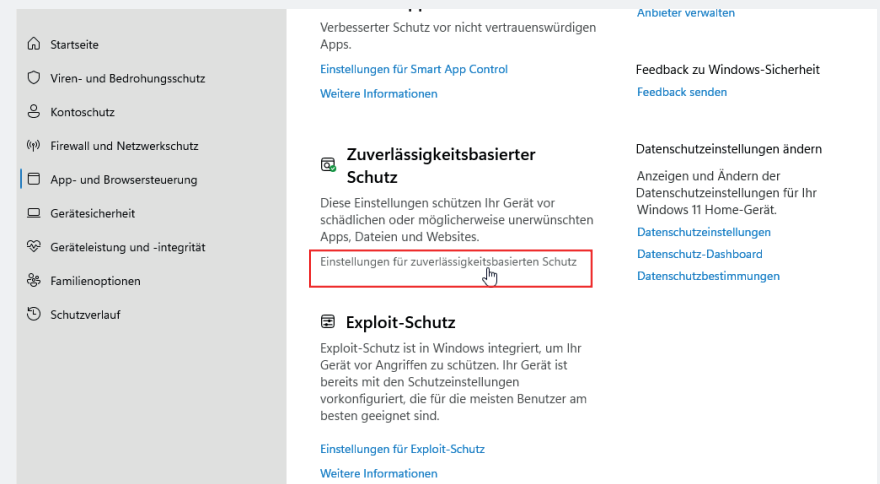 Startseite
Viren- und Bedrohungsschutz
Kontoschutz
Firewall und Netzwerkschutz
App- und Browsersteuerung
Gerätesicherheit
Geräteleistung und -integrität
Familienoptionen
Schutzverlauf
Verbesserter Schutz vor nicht vertrauenswürdigen
Apps.
Einstellungen für Smart App Control
Weitere Informationen
Zuverlässigkeitsbasierter
Schutz
Diese Einstellungen schützen Ihr Gerät vor
schädlichen oder möglicherweise unerwünschten
Apps, Dateien und Websites.
Einstellungen für zuverlässigkeitsbasierten Schutz
Exploit-Schutz
Exploit-Schutz ist in Windows integriert, um Ihr
Gerät vor Angriffen zu schützen. Ihr Gerät ist
bereits mit den Schutzeinstellungen
vorkonfiguriert, die für die meisten Benutzer am
besten geeignet sind.
Einstellungen für Exploit-Schutz
Weitere Informationen
Anbieter verwalten
Feedback zu Windows-Sicherheit
Feedback senden
Datenschutzeinstellungen ändern
Anzeigen und Ändern der
Datenschutzeinstellungen für Ihr
Windows 11 Home-Gerät.
Datenschutzeinstellungen
Datenschutz-Dashboard
Datenschutzbestimmungen